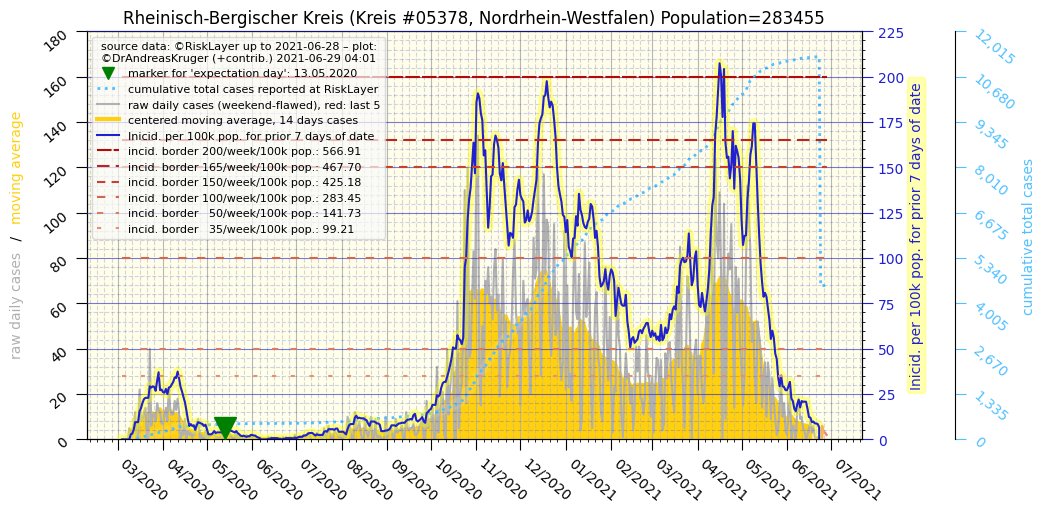 Rheinisch-Bergischer Kreis (Kreis #05378, Nordrhein-Westfalen) Population=283455
source data: ©RiskLayer up to 2021-06-28 – plot:
©DrAndreasKruger (+contrib.) 2021-06-29 04:01
marker for 'expectation day': 13.05.2020
cumulative total cases reported at RiskLayer
raw daily cases (weekend-flawed), red: last 5
centered moving average, 14 days cases
Inicid. per 100k pop. for prior 7 days of date
incid. border 200/week/100k pop.: 566.91
incid. border 165/week/100k pop.: 467.70
incid. border 150/week/100k pop.: 425.18
incid. border 100/week/100k pop.: 283.45
incid. border 50/week/100k pop.: 141.73
incid. border 35/week/100k pop.: 99.21
raw daily cases / moving average
180
160
140
120
100
80
60
40
20
0
225
200
175
150
125
100
75
50
25
0
Inicid. per 100k pop. for prior 7 days of date
12,015
10,680
9,345
8,010
6,675
5,340
4,005
2,670
1,335
0
cumulative total cases
03/2020
04/2020
05/2020
06/2020
07/2020
08/2020
09/2020
10/2020
11/2020
12/2020
01/2021
02/2021
03/2021
04/2021
05/2021
06/2021
07/2021